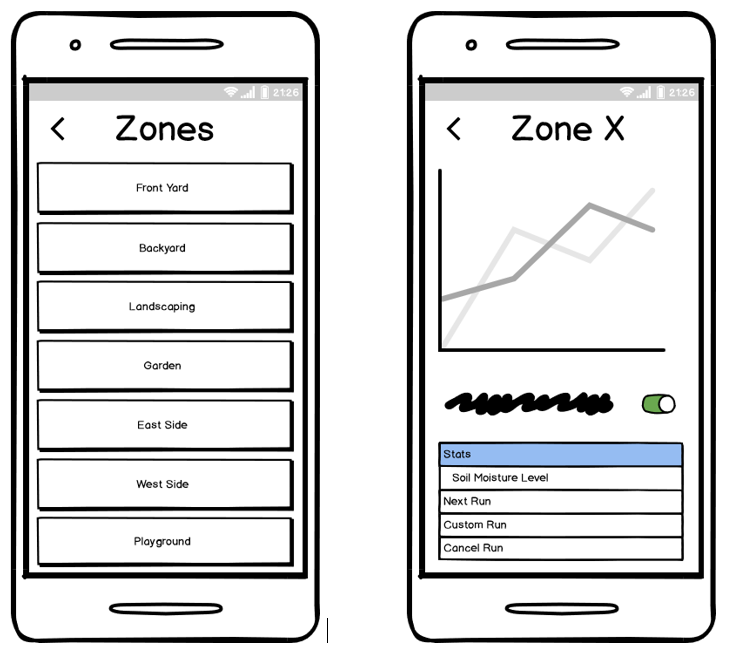 21:26
Zones
Front Yard
Backyard
Landscaping
Garden
East Side
West Side
Playground
21:26
Zone X
Stats
Soil Moisture Level
Next Run
Custom Run
Cancel Run